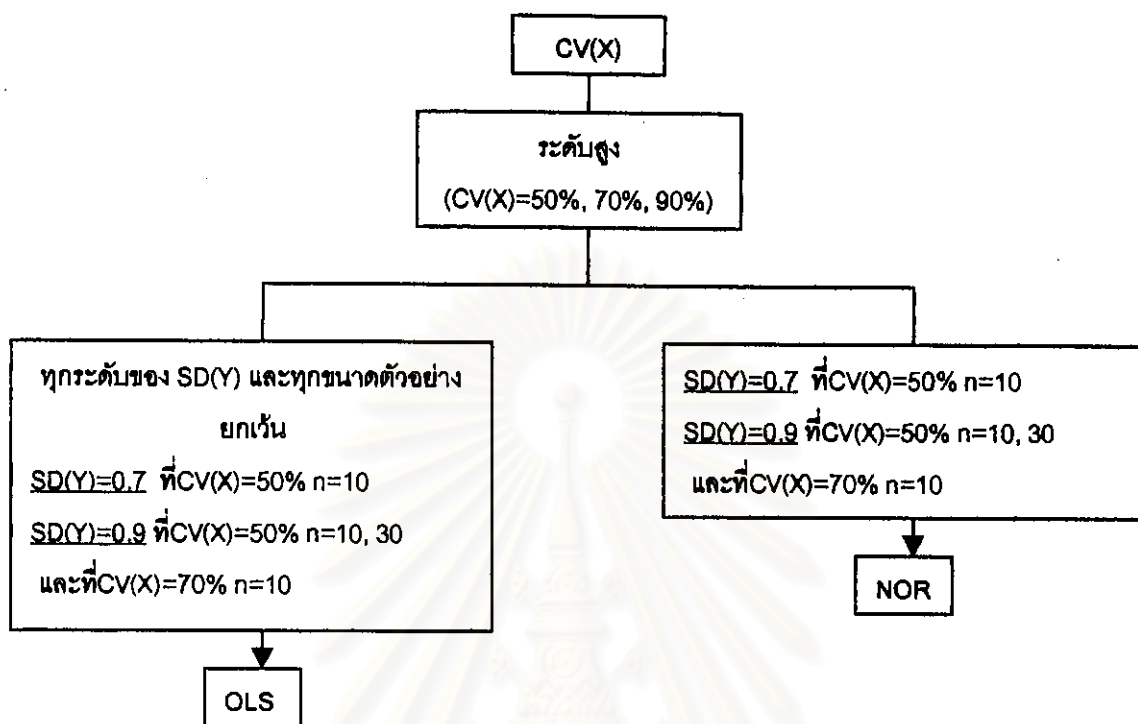 CV(X)
ระดับสูง
(CV(X)=50%, 70%, 90%)
ทุกระดับของ SD(Y) และทุกขนาดตัวอย่าง
ยกเว้น
SD(Y)=0.7 ที่CV(X)=50% n=10
SD(Y)=0.9 ที่CV(X)=50% n=10, 30
และที่CV(X)=70% n=10
OLS
SD(Y)=0.7 ที่CV(X)=50% n=10
SD(Y)=0.9 ที่CV(X)=50% n=10, 30
และที่CV(X)=70% n=10
NOR